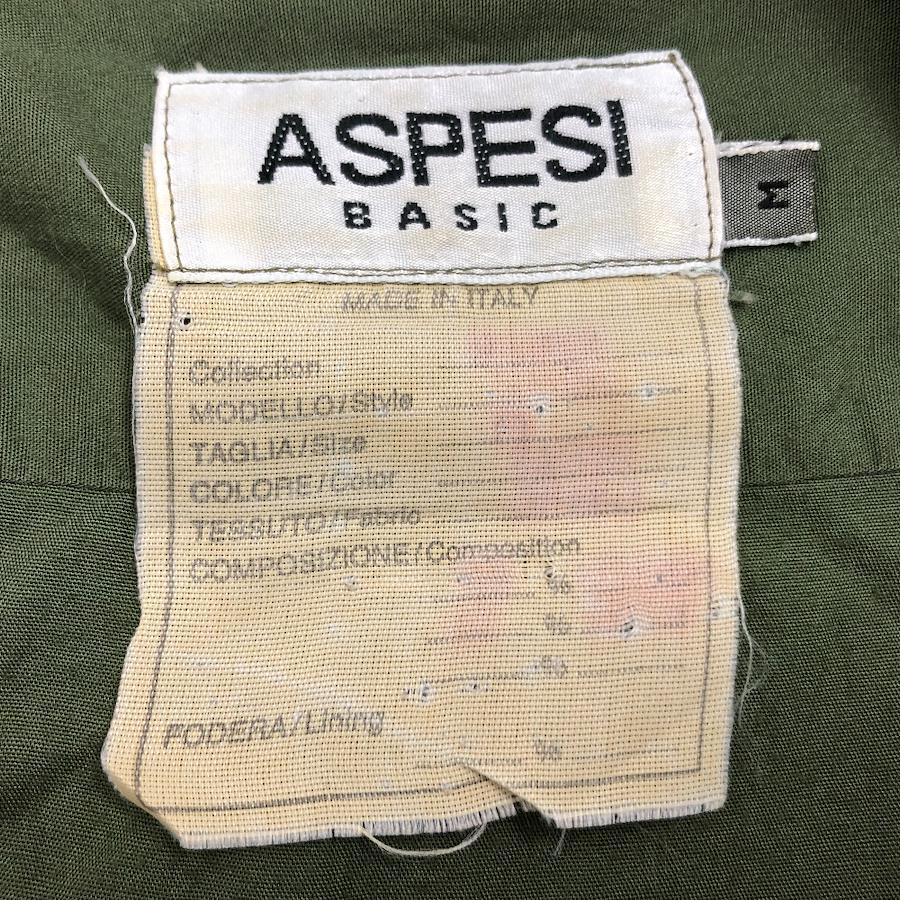 ASPESI
BASIC
M
MADE IN ITALY
Collection
MODELLO/Style
TAGLIA/Size
COLORE/Color
TESSUTO/Fabric
COMPOSIZIONE/Composition
%
%
%
FODERA/Lining %